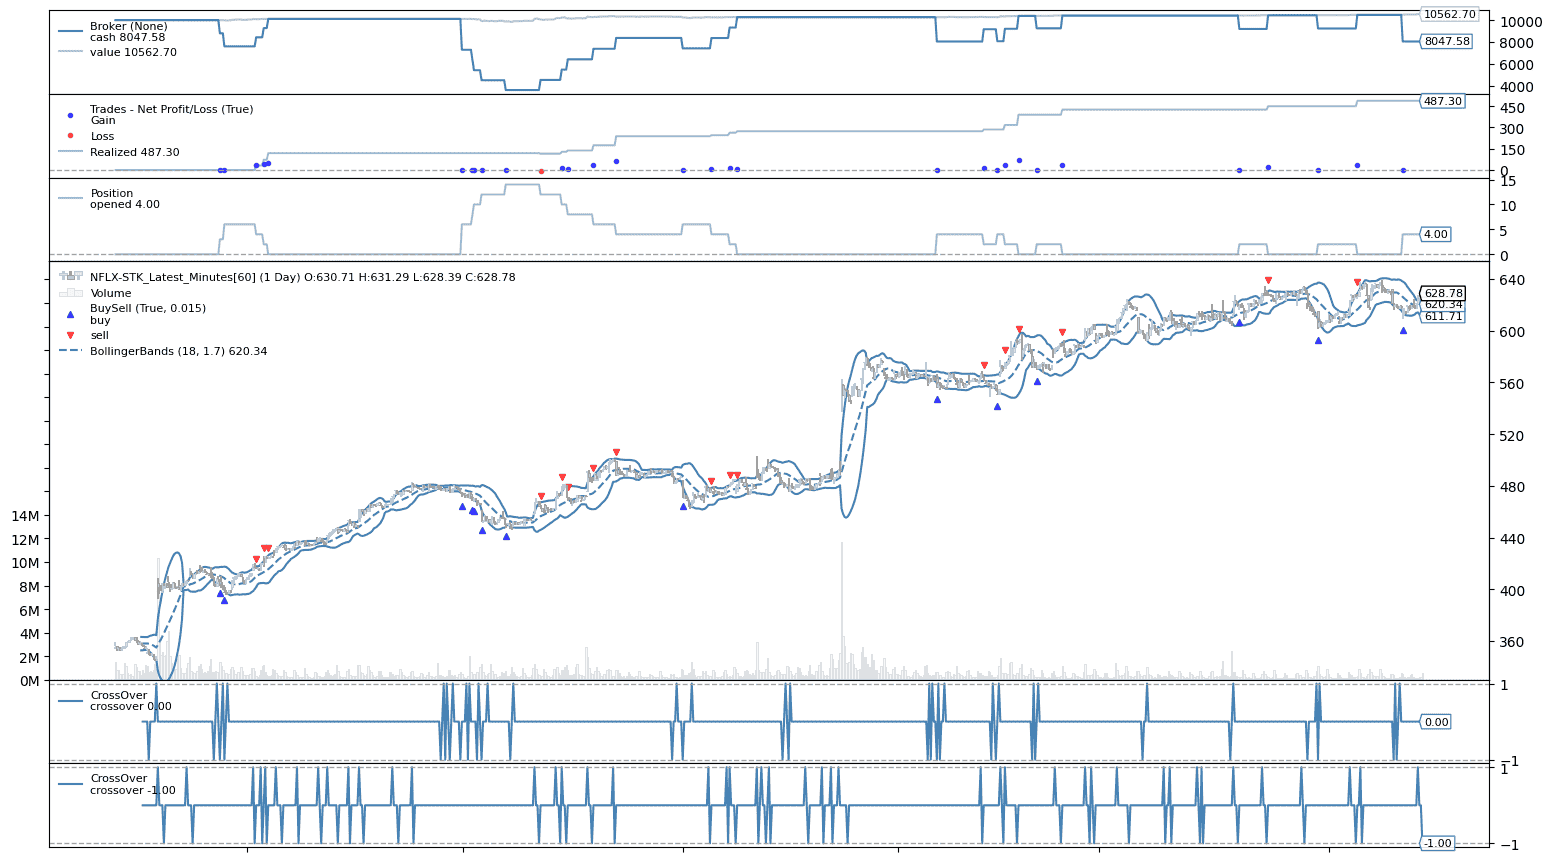 Broker (None)
cash 8047.58
value 10562.70
10562.70
10000
8047.58
8000
6000
4000
Trades - Net Profit/Loss (True)
Gain
Loss
Realized 487.30
487.30
450
300
150
0
Position
opened 4.00
15
10
5
4.00
0
NFLX-STK_Latest_Minutes[60] (1 Day) O:630.71 H:631.29 L:628.39 C:628.78
Volume
BuySell (True, 0.015)
buy
sell
BollingerBands (18, 1.7) 620.34
640
628.78
620.34
611.71
600
560
520
480
440
400
360
14M
12M
10M
8M
6M
4M
2M
0M
CrossOver
crossover 0.00
1
0.00
−1
CrossOver
crossover -1.00
1
-1.00
−1